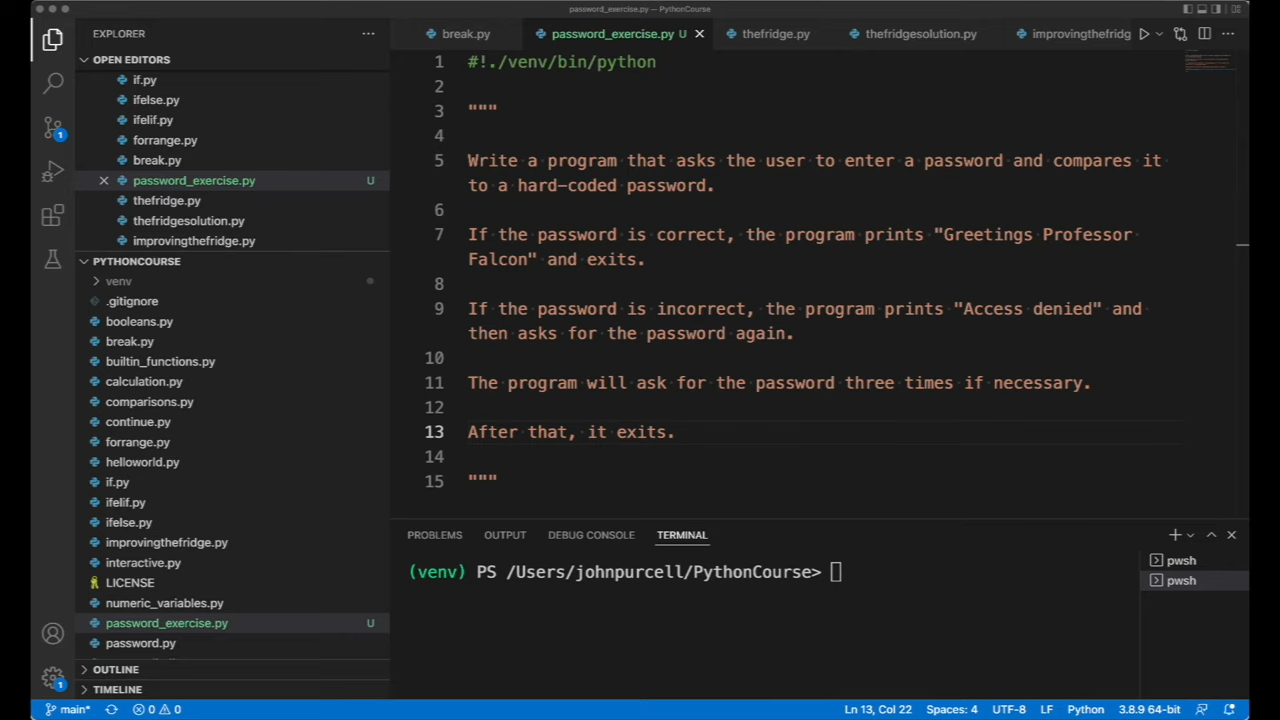 password_exercise.py — PythonCourse
EXPLORER
break.py
password_exercise.py U
thefridge.py
thefridgesolution.py
improvingthefridg
OPEN EDITORS
if.py
ifelse.py
ifelif.py
forrange.py
break.py
password_exercise.py U
thefridge.py
thefridgesolution.py
improvingthefridge.py
PYTHONCOURSE
venv
.gitignore
booleans.py
break.py
builtin_functions.py
calculation.py
comparisons.py
continue.py
forrange.py
helloworld.py
if.py
ifelif.py
ifelse.py
improvingthefridge.py
interactive.py
LICENSE
numeric_variables.py
password_exercise.py U
password.py
OUTLINE
TIMELINE
1 #!./venv/bin/python
2
3 """
4
5 Write a program that asks the user to enter a password and compares it
to a hard-coded password.
6
7 If the password is correct, the program prints "Greetings Professor
Falcon" and exits.
8
9 If the password is incorrect, the program prints "Access denied" and
then asks for the password again.
10
11 The program will ask for the password three times if necessary.
12
13 After that, it exits.
14
15 """
PROBLEMS OUTPUT DEBUG CONSOLE TERMINAL
(venv) PS /Users/johnpurcell/PythonCourse>
pwsh
pwsh
1
1
main* 0 0 Ln 13, Col 22 Spaces: 4 UTF-8 LF Python 3.8.9 64-bit